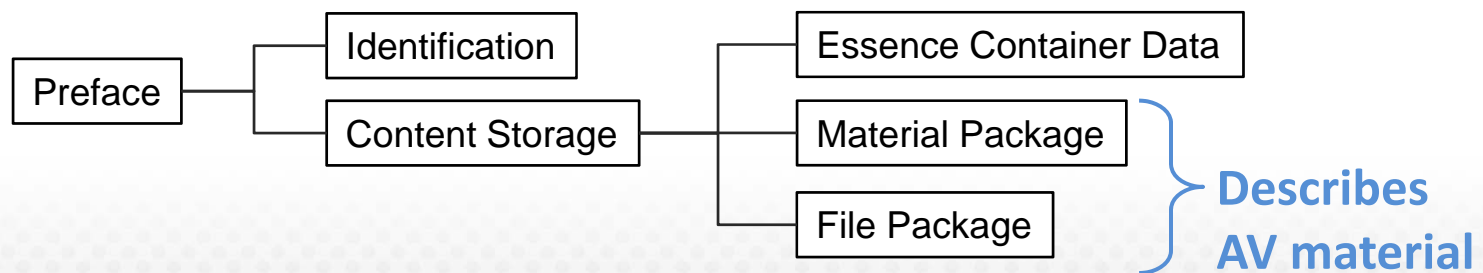 Preface
Identification
Content Storage
Essence Container Data
Material Package
File Package
Describes
AV material